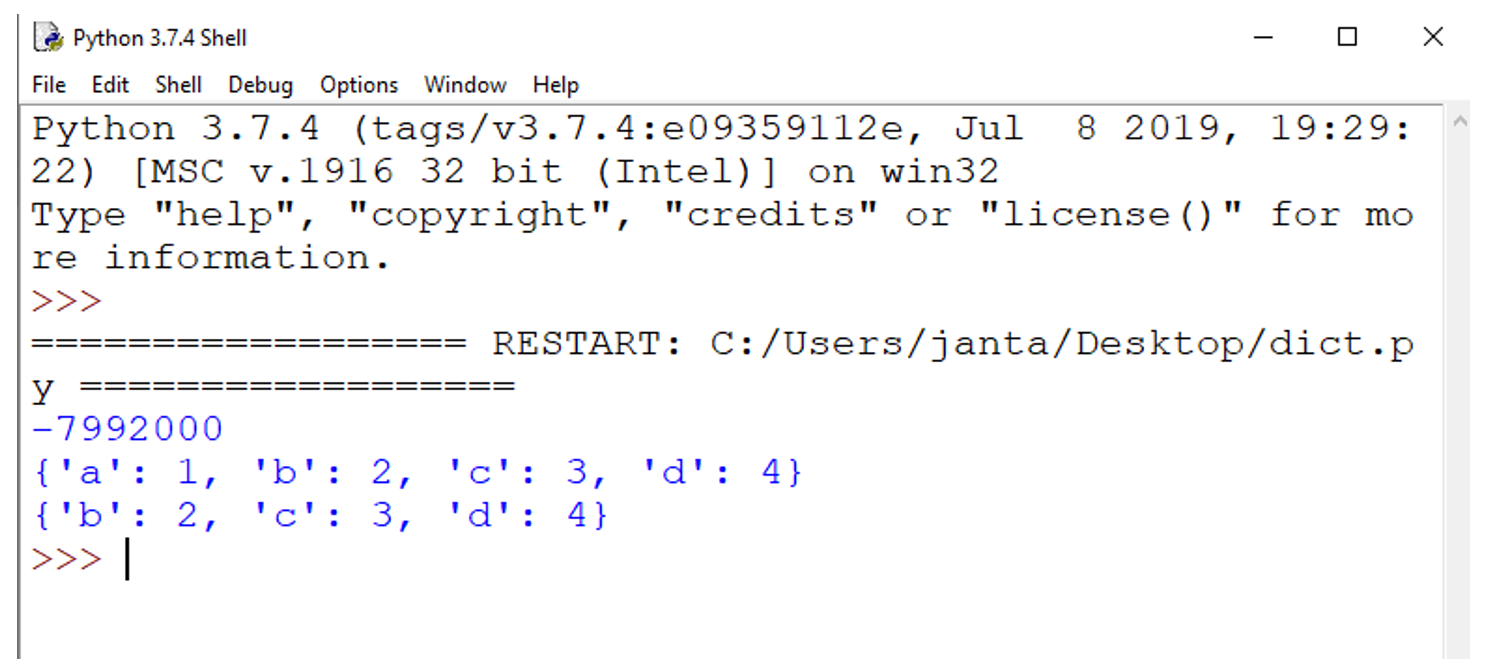 Python 3.7.4 Shell
File Edit Shell Debug Options Window Help
Python 3.7.4 (tags/v3.7.4:e09359112e, Jul  8 2019, 19:29:
22) [MSC v.1916 32 bit (Intel)] on win32
Type "help", "copyright", "credits" or "license()" for mo
re information.
>>>
================== RESTART: C:/Users/janta/Desktop/dict.p
y ==================
-7992000
{'a': 1, 'b': 2, 'c': 3, 'd': 4}
{'b': 2, 'c': 3, 'd': 4}
>>>